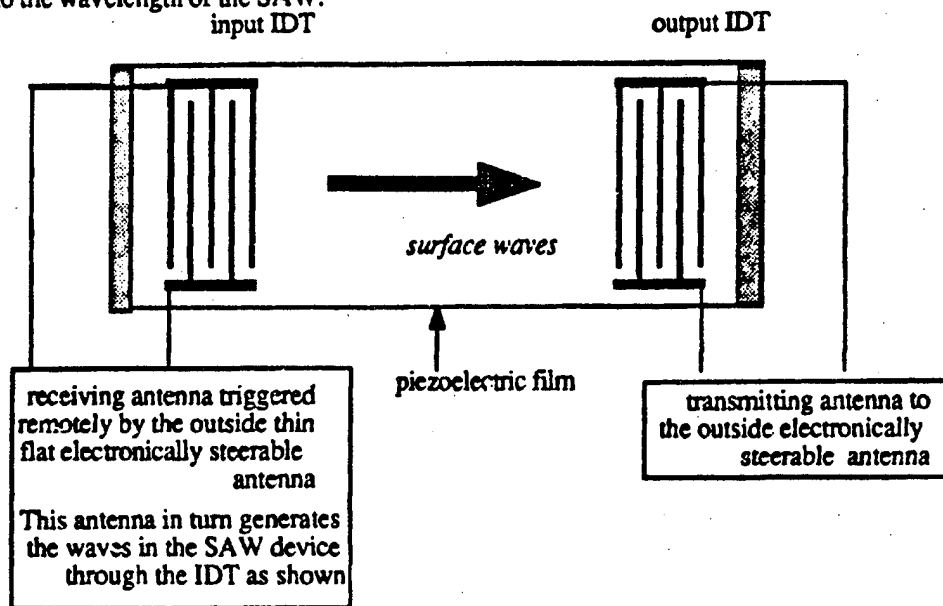 to the wavelength of the SAW.
input IDT
output IDT
surface waves
piezoelectric film
receiving antenna triggered
remotely by the outside thin
flat electronically steerable
antenna
This antenna in turn generates
the waves in the SAW device
through the IDT as shown
transmitting antenna to
the outside electronically
steerable antenna